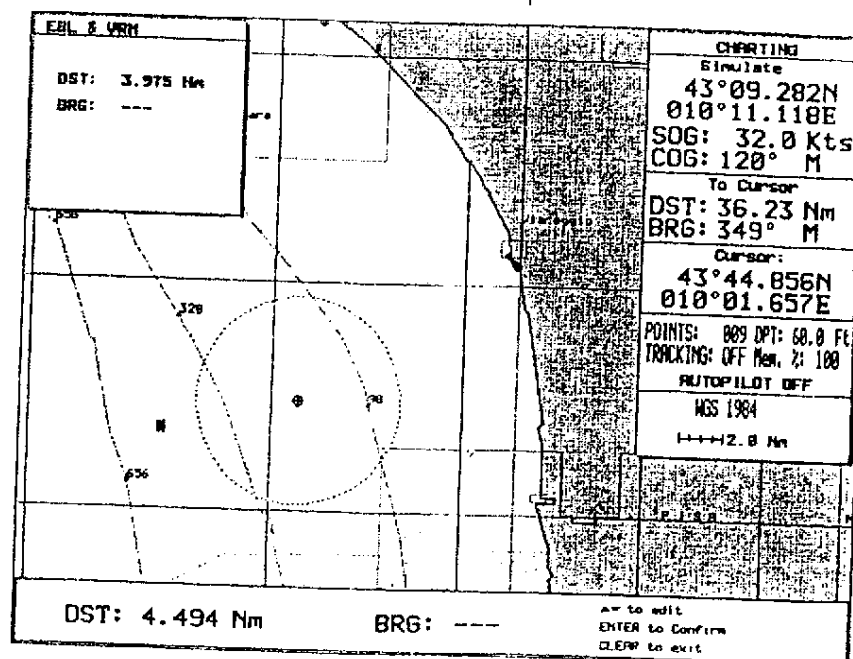 EBL & VRM
DST: 3.975 Nm
BRG: ---
328
656
98
PISA
CHARTING
Simulate
43°09.282N
010°11.118E
SOG: 32.0 Kts
COG: 120° M
To Cursor
DST: 36.23 Nm
BRG: 349° M
Cursor:
43°44.856N
010°01.657E
POINTS: 009 DPT: 60.0 Ft
TRACKING: OFF Mem. %: 100
AUTOPILOT OFF
WGS 1984
2.0 Nm
DST: 4.494 Nm
BRG: ---
to edit
ENTER to Confirm
CLEAR to exit